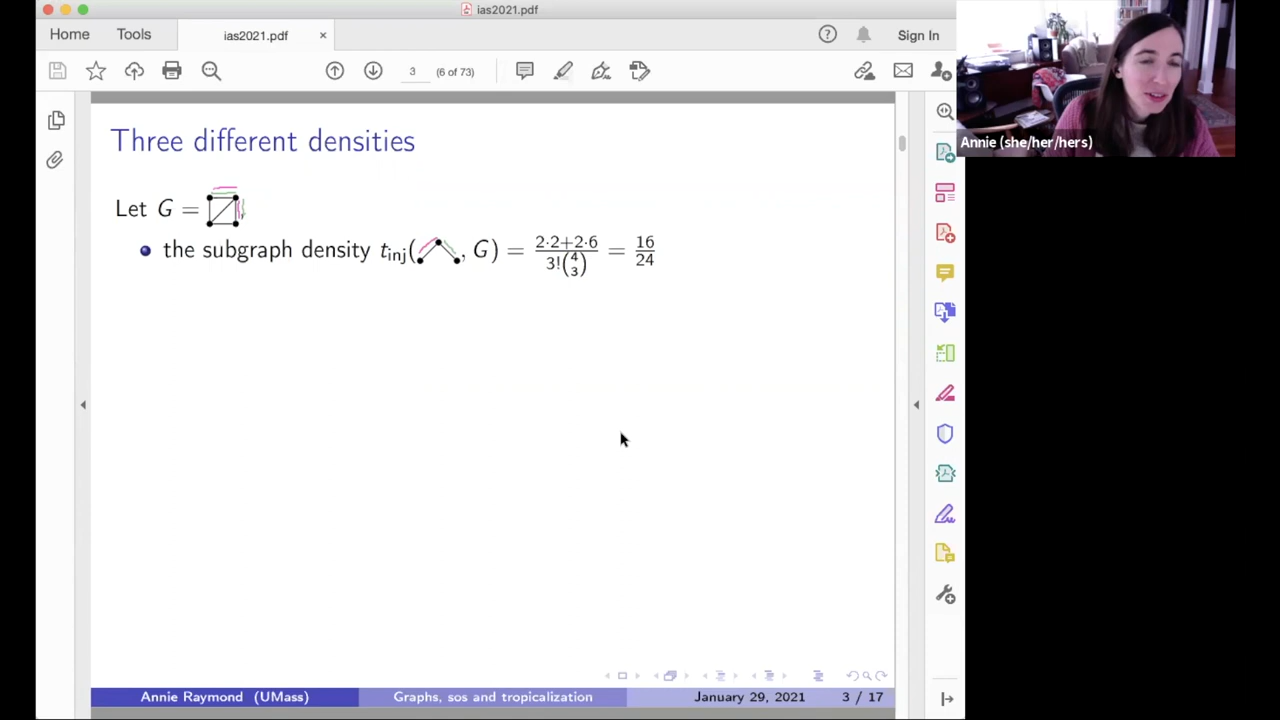 ias2021.pdf
Home Tools ias2021.pdf × Sign In
3 (6 of 73)
Annie (she/her/hers)
Three different densities
Let G =
• the subgraph density t_inj( , G) = 2·2+2·6 / 3!(4 3) = 16/24
Annie Raymond (UMass) Graphs, sos and tropicalization January 29, 2021 3 / 17